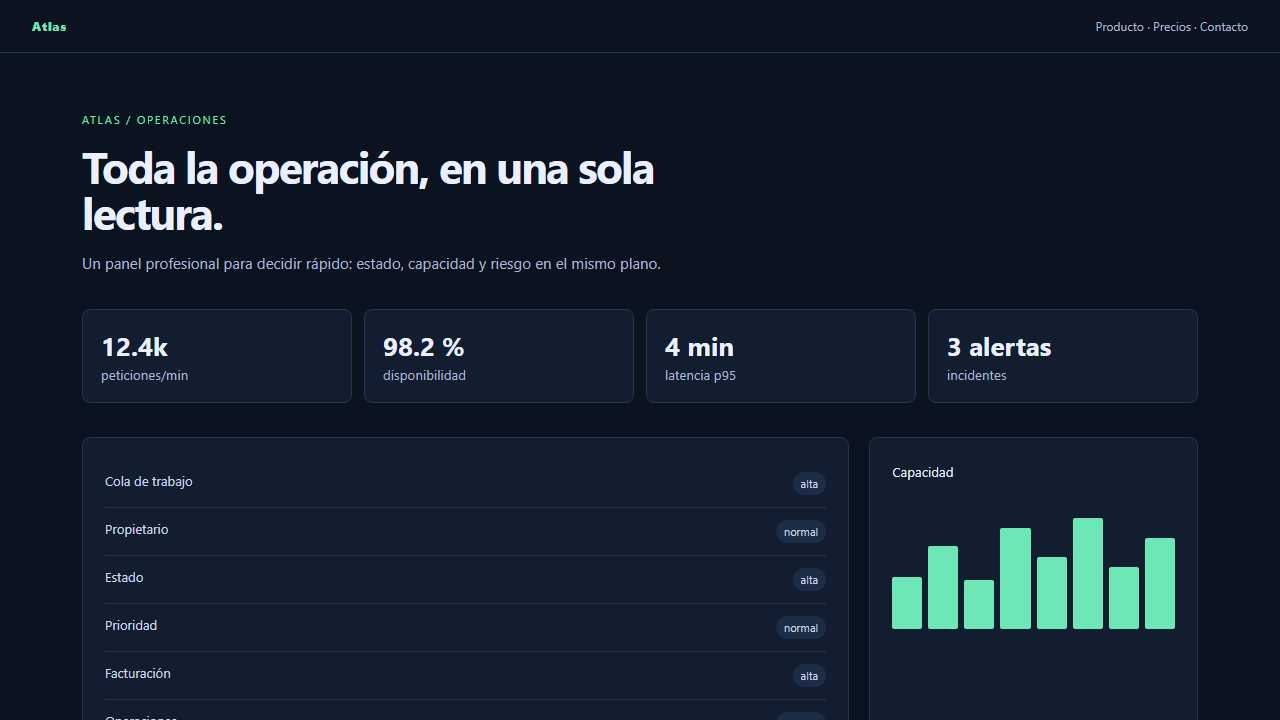 Atlas
Producto · Precios · Contacto
ATLAS / OPERACIONES
Toda la operación, en una sola
lectura.
Un panel profesional para decidir rápido: estado, capacidad y riesgo en el mismo plano.
12.4k
peticiones/min
98.2 %
disponibilidad
4 min
latencia p95
3 alertas
incidentes
Cola de trabajo
alta
Propietario
normal
Estado
alta
Prioridad
normal
Facturación
alta
Capacidad